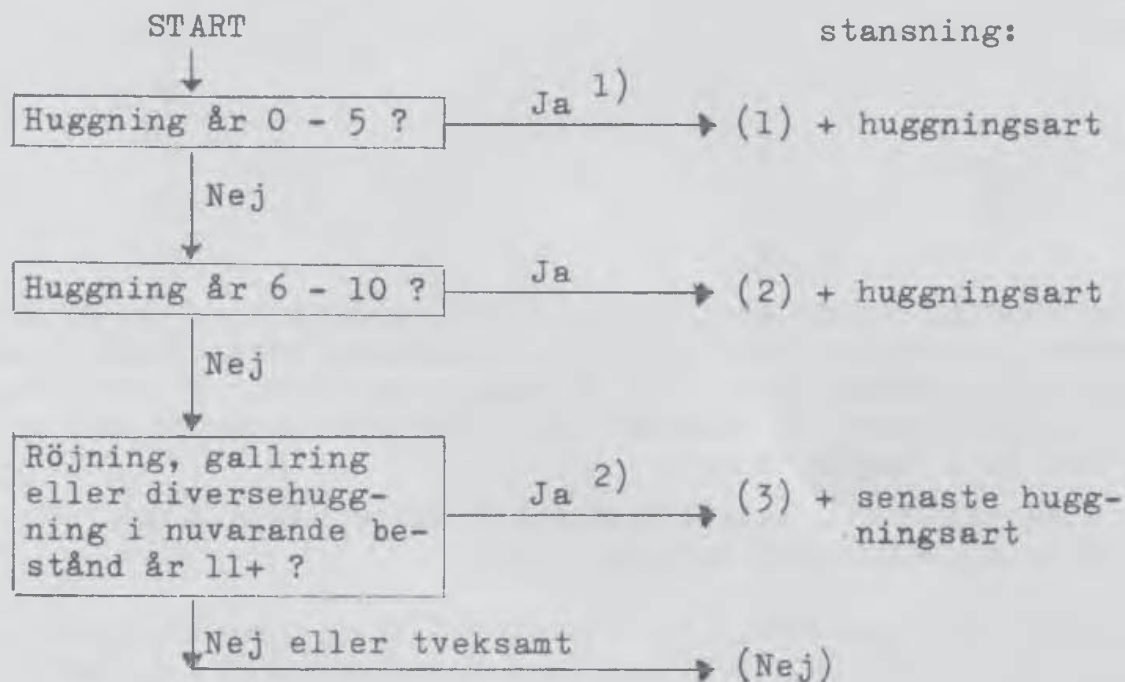 START
stansning:
Huggning år 0 - 5 ?
Ja 1)
(1) + huggningsart
Nej
Huggning år 6 - 10 ?
Ja
(2) + huggningsart
Nej
Röjning, gallring
eller diversehugg-
ning i nuvarande be-
stånd år 11+ ?
Ja 2)
(3) + senaste hugg-
ningsart
Nej eller tveksamt
(Nej)